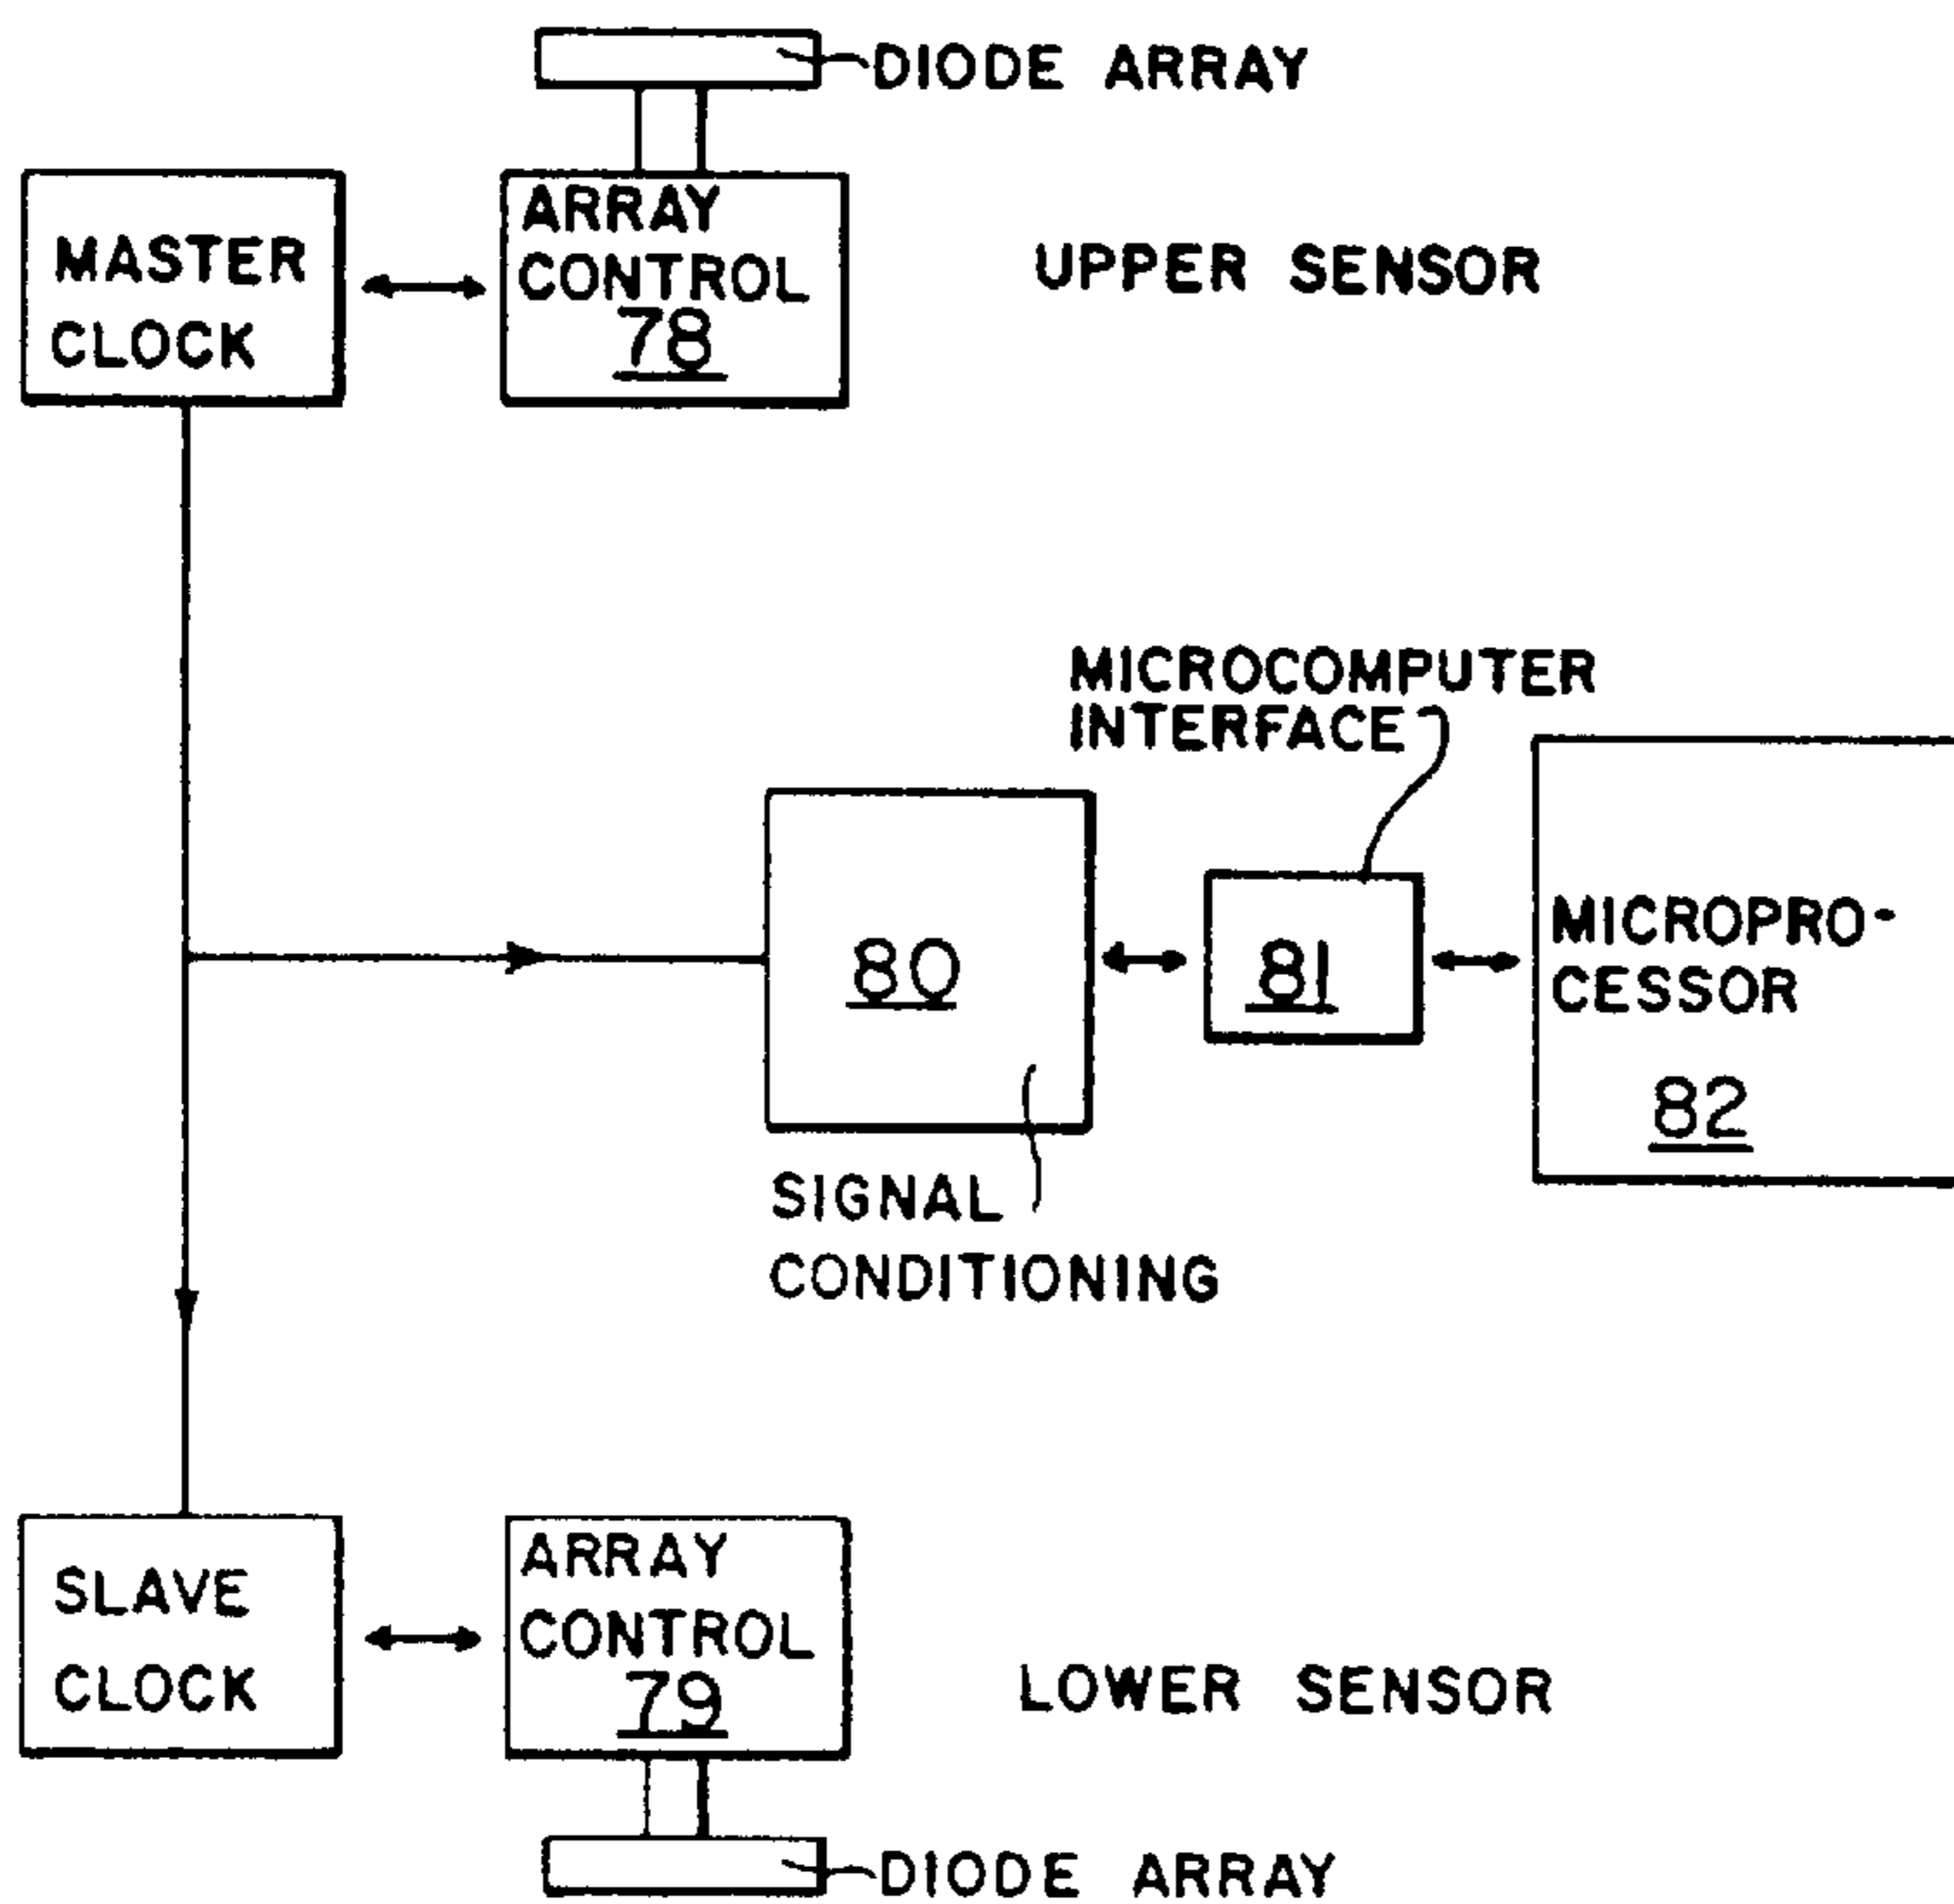 DIODE ARRAY
MASTER
CLOCK
ARRAY
CONTROL
78
UPPER SENSOR
MICROCOMPUTER
INTERFACE
80
81
MICROPRO-
CESSOR
82
SIGNAL
CONDITIONING
SLAVE
CLOCK
ARRAY
CONTROL
79
LOWER SENSOR
DIODE ARRAY